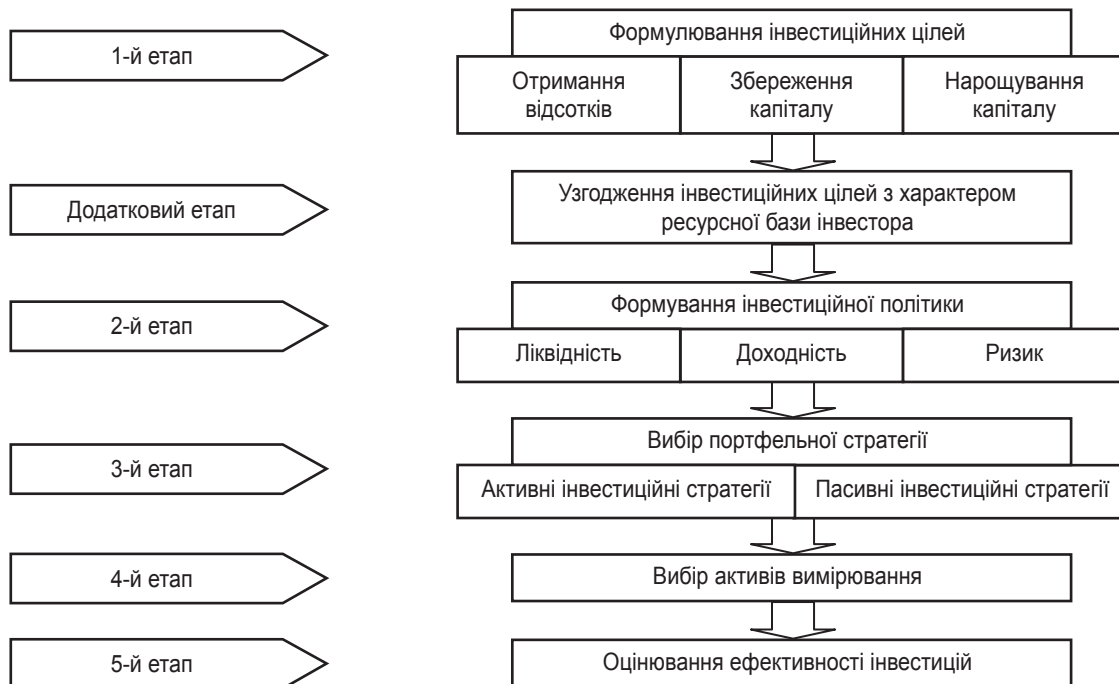 1-й етап
Формулювання інвестиційних цілей
Отримання
відсотків
Збереження
капіталу
Нарощування
капіталу
Додатковий етап
Узгодження інвестиційних цілей з характером
ресурсної бази інвестора
2-й етап
Формування інвестиційної політики
Ліквідність
Доходність
Ризик
3-й етап
Вибір портфельної стратегії
Активні інвестиційні стратегії
Пасивні інвестиційні стратегії
4-й етап
Вибір активів вимірювання
5-й етап
Оцінювання ефективності інвестицій